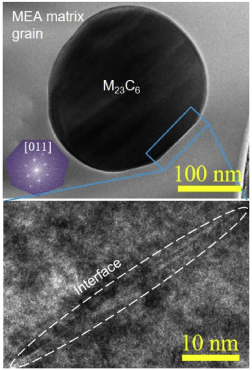 MEA matrix
grain
M₂₃C₆
[011]
100 nm
Interface
10 nm